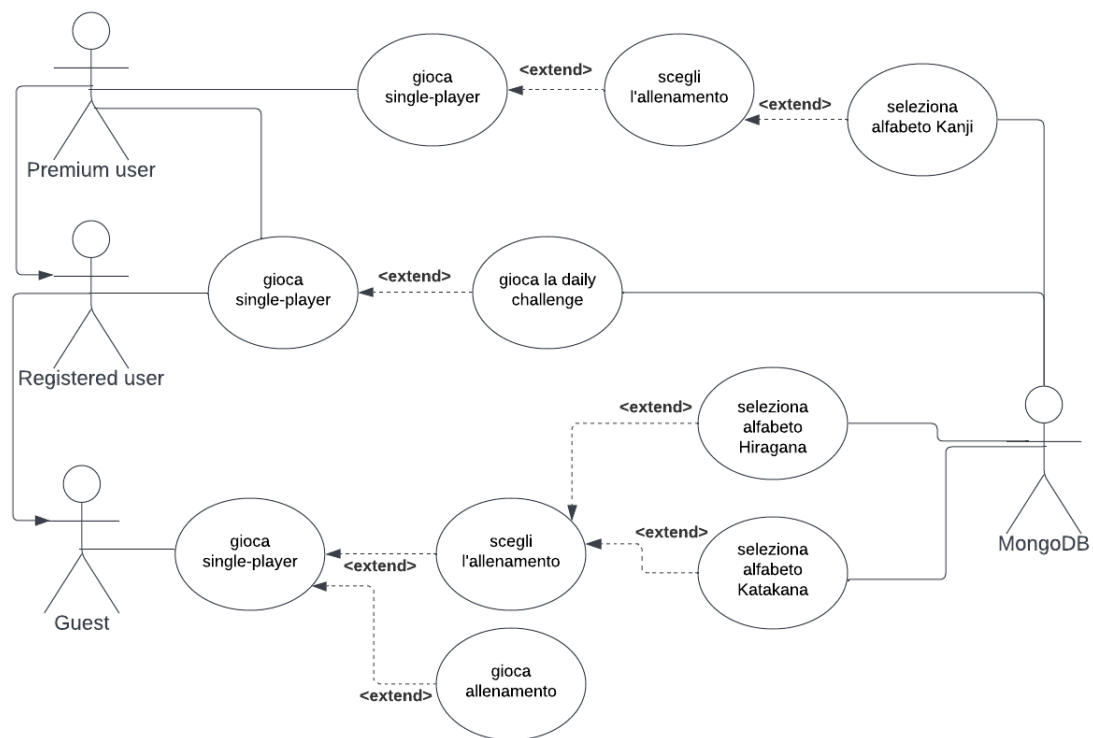 gioca
single-player
<extend>
scegli
l'allenamento
<extend>
seleziona
alfabeto Kanji
Premium user
gioca
single-player
<extend>
gioca la daily
challenge
Registered user
<extend>
seleziona
alfabeto
Hiragana
gioca
single-player
<extend>
scegli
l'allenamento
<extend>
seleziona
alfabeto
Katakana
MongoDB
Guest
<extend>
gioca
allenamento